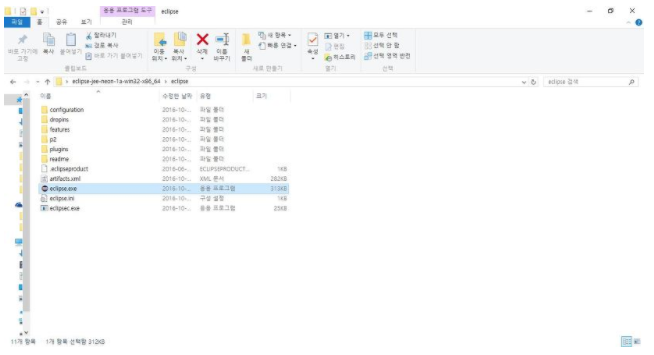 응용 프로그램 도구 eclipse
파일 홈 공유 보기 관리
바로 가기에 고정 복사 붙여넣기 잘라내기 경로 복사 바로 가기 붙여넣기
이동 위치 복사 위치 삭제 이름 바꾸기 새 폴더 새 항목 빠른 연결
속성 열기 편집 히스토리 모두 선택 선택 안 함 선택 영역 반전
클립보드 구성 새로 만들기 열기 선택
eclipse-jee-neon-1a-win32-x86_64 › eclipse eclipse 검색
이름 수정한 날짜 유형 크기
configuration 2016-10-... 파일 폴더
dropins 2016-10-... 파일 폴더
features 2016-10-... 파일 폴더
p2 2016-10-... 파일 폴더
plugins 2016-10-... 파일 폴더
readme 2016-10-... 파일 폴더
.eclipseproduct 2016-06-... ECLIPSEPRODUCT... 1KB
artifacts.xml 2016-10-... XML 문서 282KB
eclipse.exe 2016-10-... 응용 프로그램 313KB
eclipse.ini 2016-10-... 구성 설정 1KB
eclipsec.exe 2016-10-... 응용 프로그램 25KB
11개 항목 1개 항목 선택함 312KB